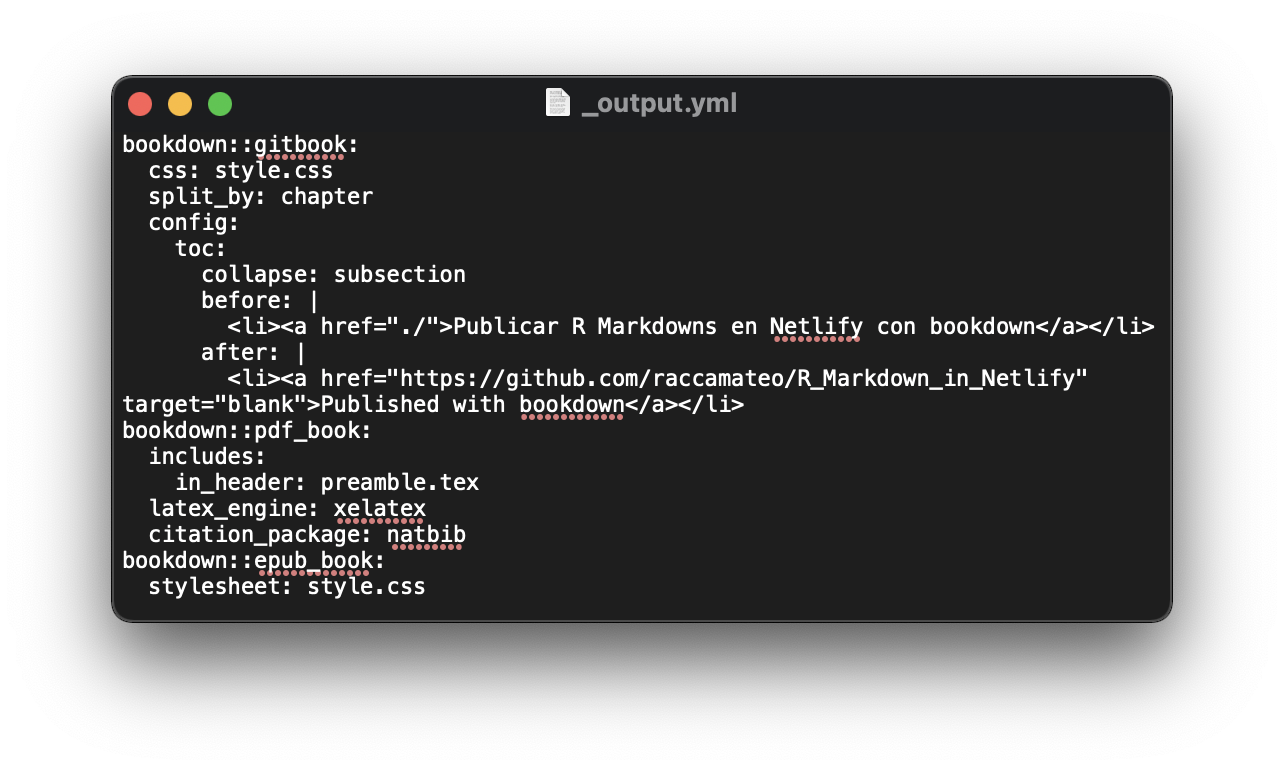 _output.yml
bookdown::gitbook:
  css: style.css
  split_by: chapter
  config:
    toc:
      collapse: subsection
      before: |
        <li><a href="./">Publicar R Markdowns en Netlify con bookdown</a></li>
      after: |
        <li><a href="https://github.com/raccamateo/R_Markdown_in_Netlify"
target="blank">Published with bookdown</a></li>
bookdown::pdf_book:
  includes:
    in_header: preamble.tex
  latex_engine: xelatex
  citation_package: natbib
bookdown::epub_book:
  stylesheet: style.css